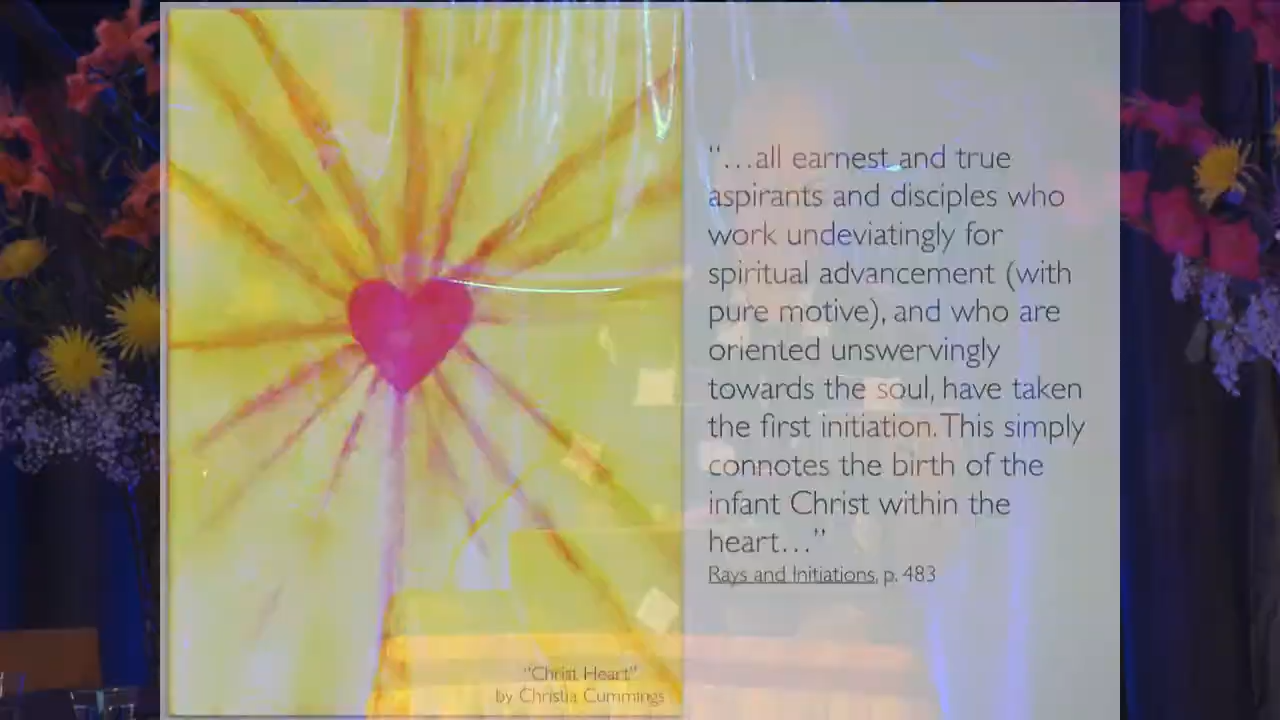 “…all earnest and true
aspirants and disciples who
work undeviatingly for
spiritual advancement (with
pure motive), and who are
oriented unswervingly
towards the soul, have taken
the first initiation. This simply
connotes the birth of the
infant Christ within the
heart…”
Rays and Initiations, p. 483
“Christ Heart”
by Christia Cummings